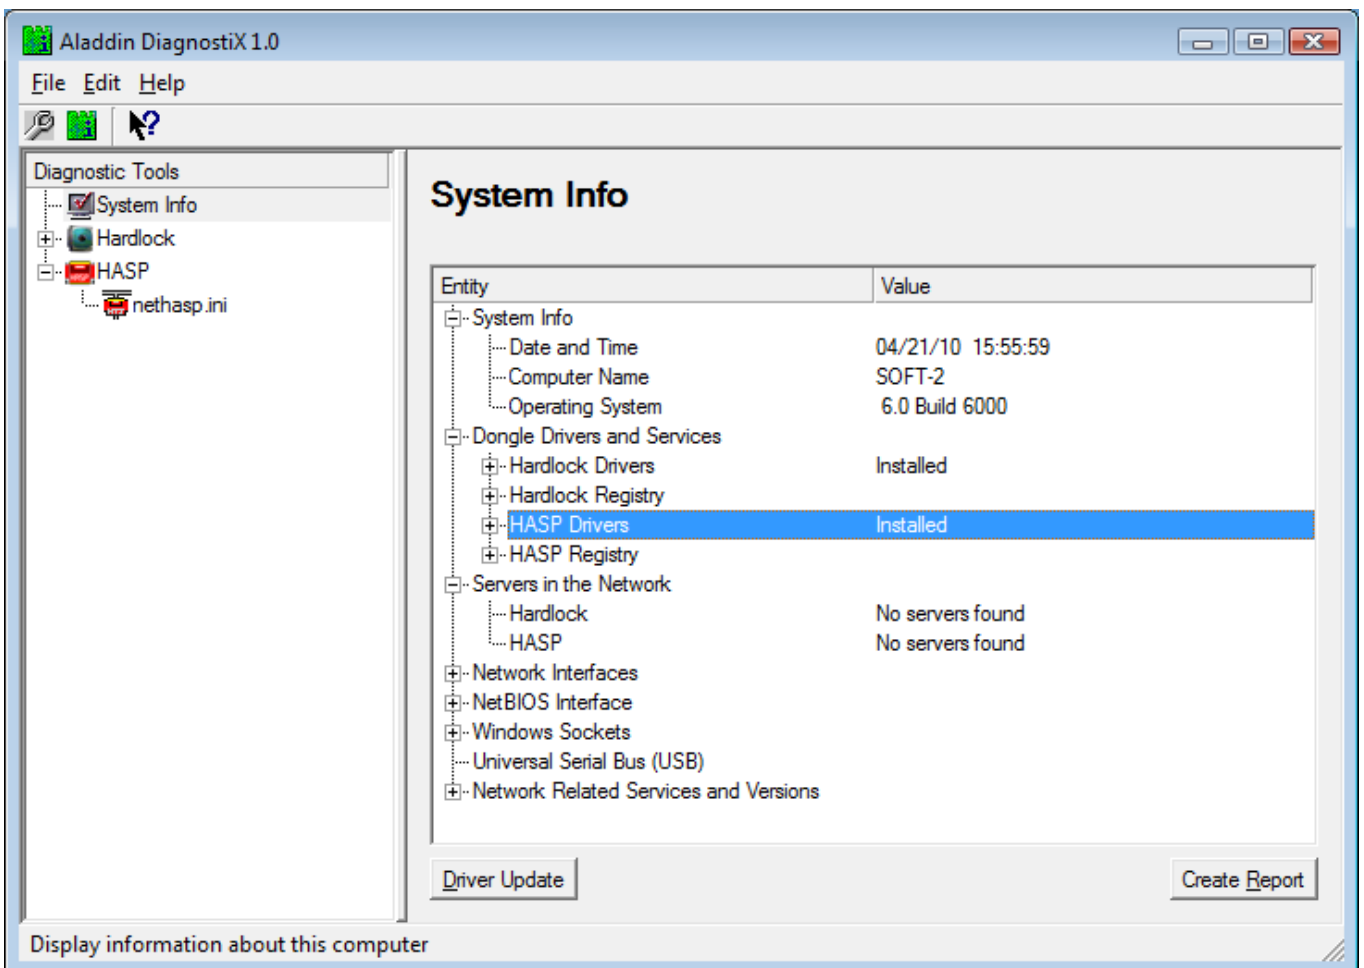 Aladdin DiagnostiX 1.0
File Edit Help
Diagnostic Tools
System Info
Hardlock
HASP
nethasp.ini
System Info
Entity Value
System Info
Date and Time 04/21/10 15:55:59
Computer Name SOFT-2
Operating System 6.0 Build 6000
Dongle Drivers and Services
Hardlock Drivers Installed
Hardlock Registry
HASP Drivers Installed
HASP Registry
Servers in the Network
Hardlock No servers found
HASP No servers found
Network Interfaces
NetBIOS Interface
Windows Sockets
Universal Serial Bus (USB)
Network Related Services and Versions
Driver Update Create Report
Display information about this computer